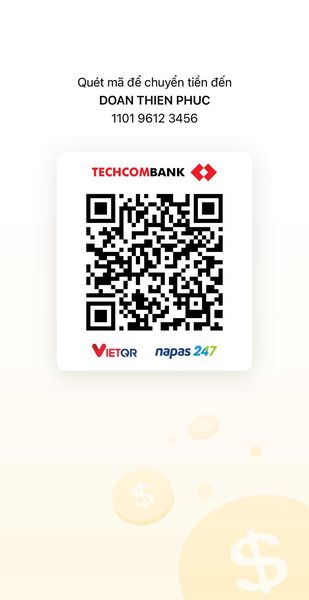 Quét mã để chuyển tiền đến
DOAN THIEN PHUC
1101 9612 3456
TECHCOMBANK
VIETQR
napas 247
$
$
$